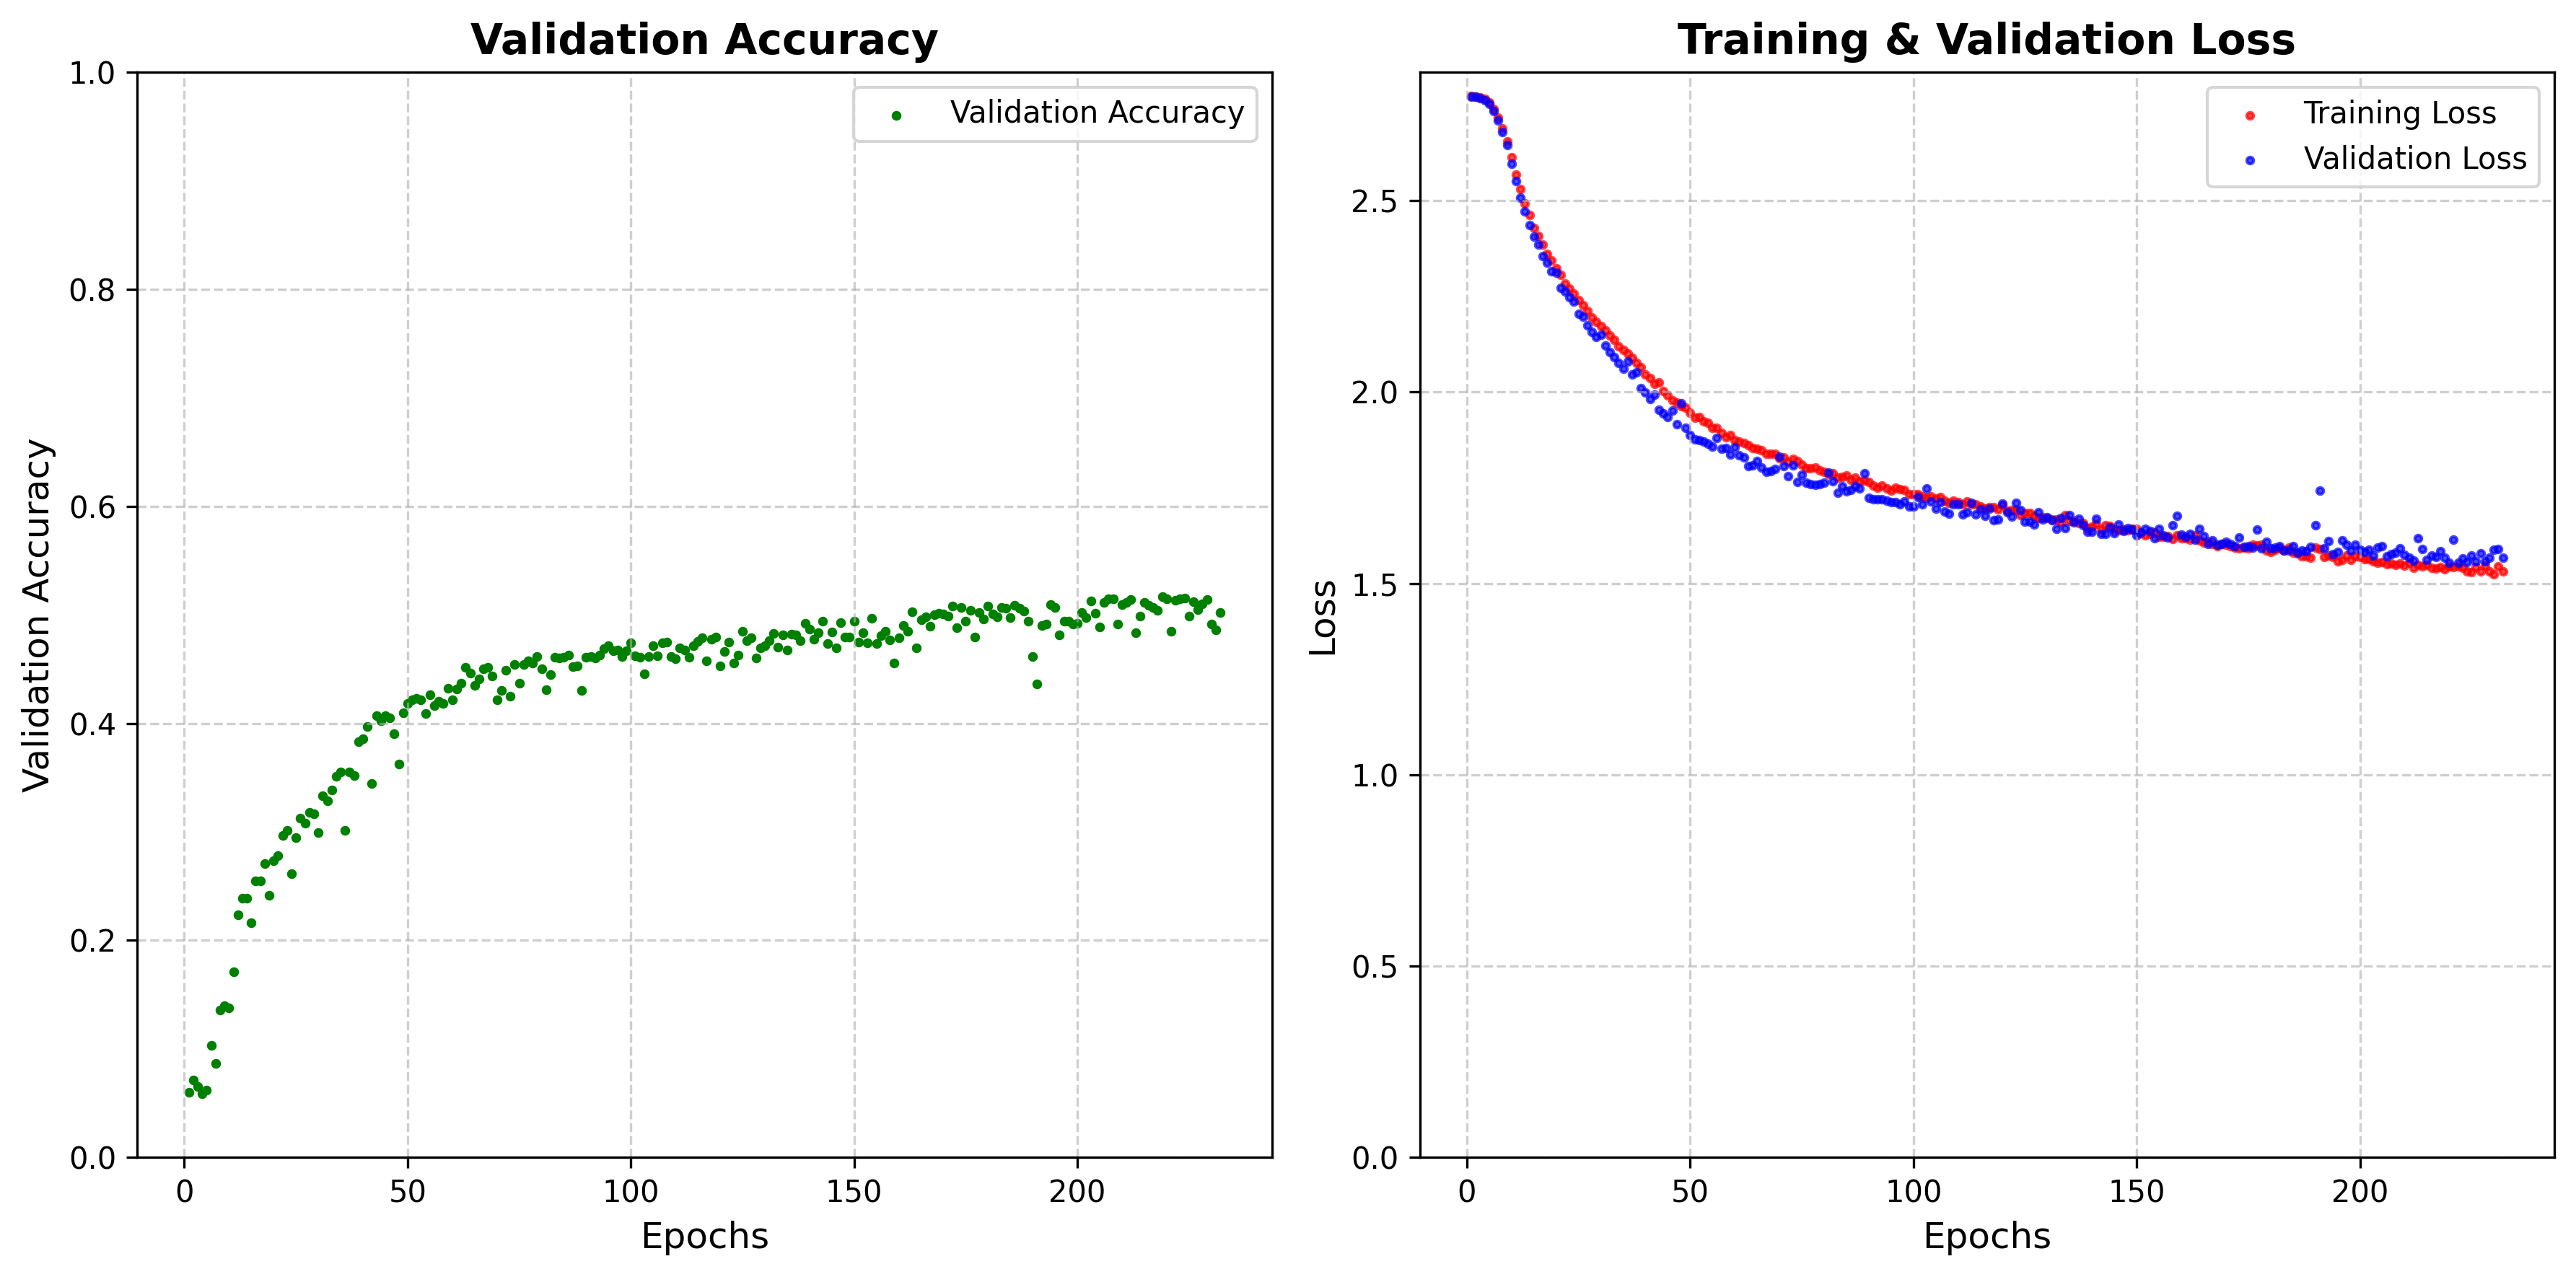 Validation Accuracy
Validation Accuracy
Validation Accuracy
1.0
0.8
0.6
0.4
0.2
0.0
0
50
100
150
200
Epochs
Training & Validation Loss
Training Loss
Validation Loss
Loss
2.5
2.0
1.5
1.0
0.5
0.0
0
50
100
150
200
Epochs